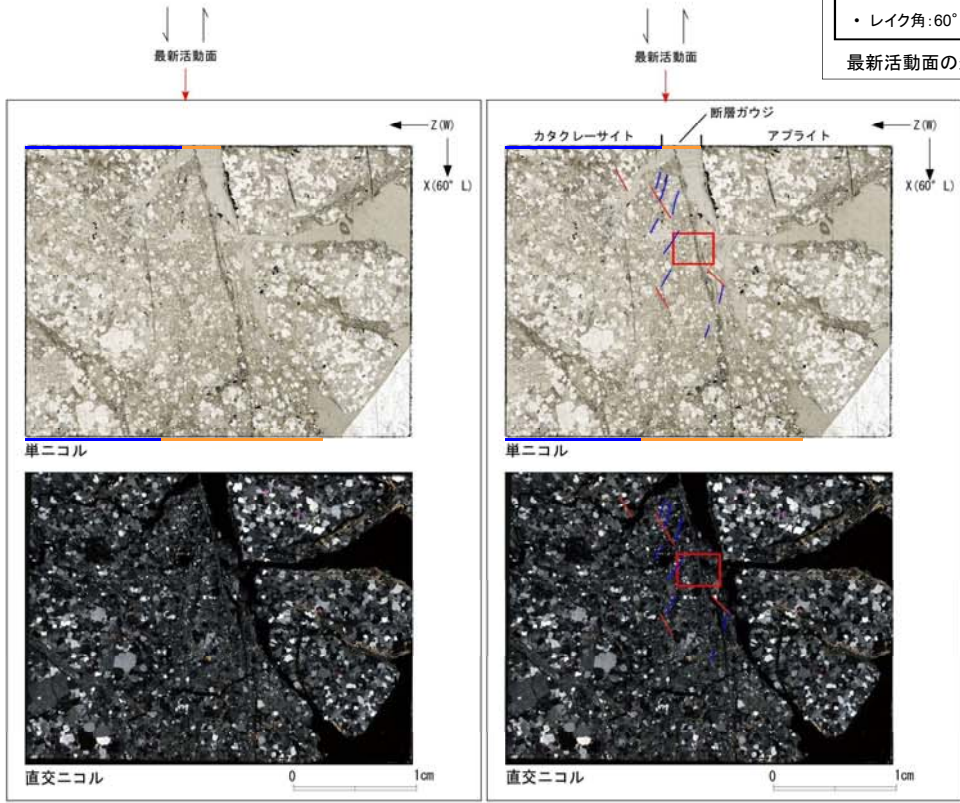 ・ レイク角:60°
最新活動面の
最新活動面
最新活動面
Z(W)
X(60° L)
単ニコル
直交ニコル
0 1cm
断層ガウジ
カタクレーサイト
アプライト
Z(W)
X(60° L)
単ニコル
直交ニコル
0 1cm